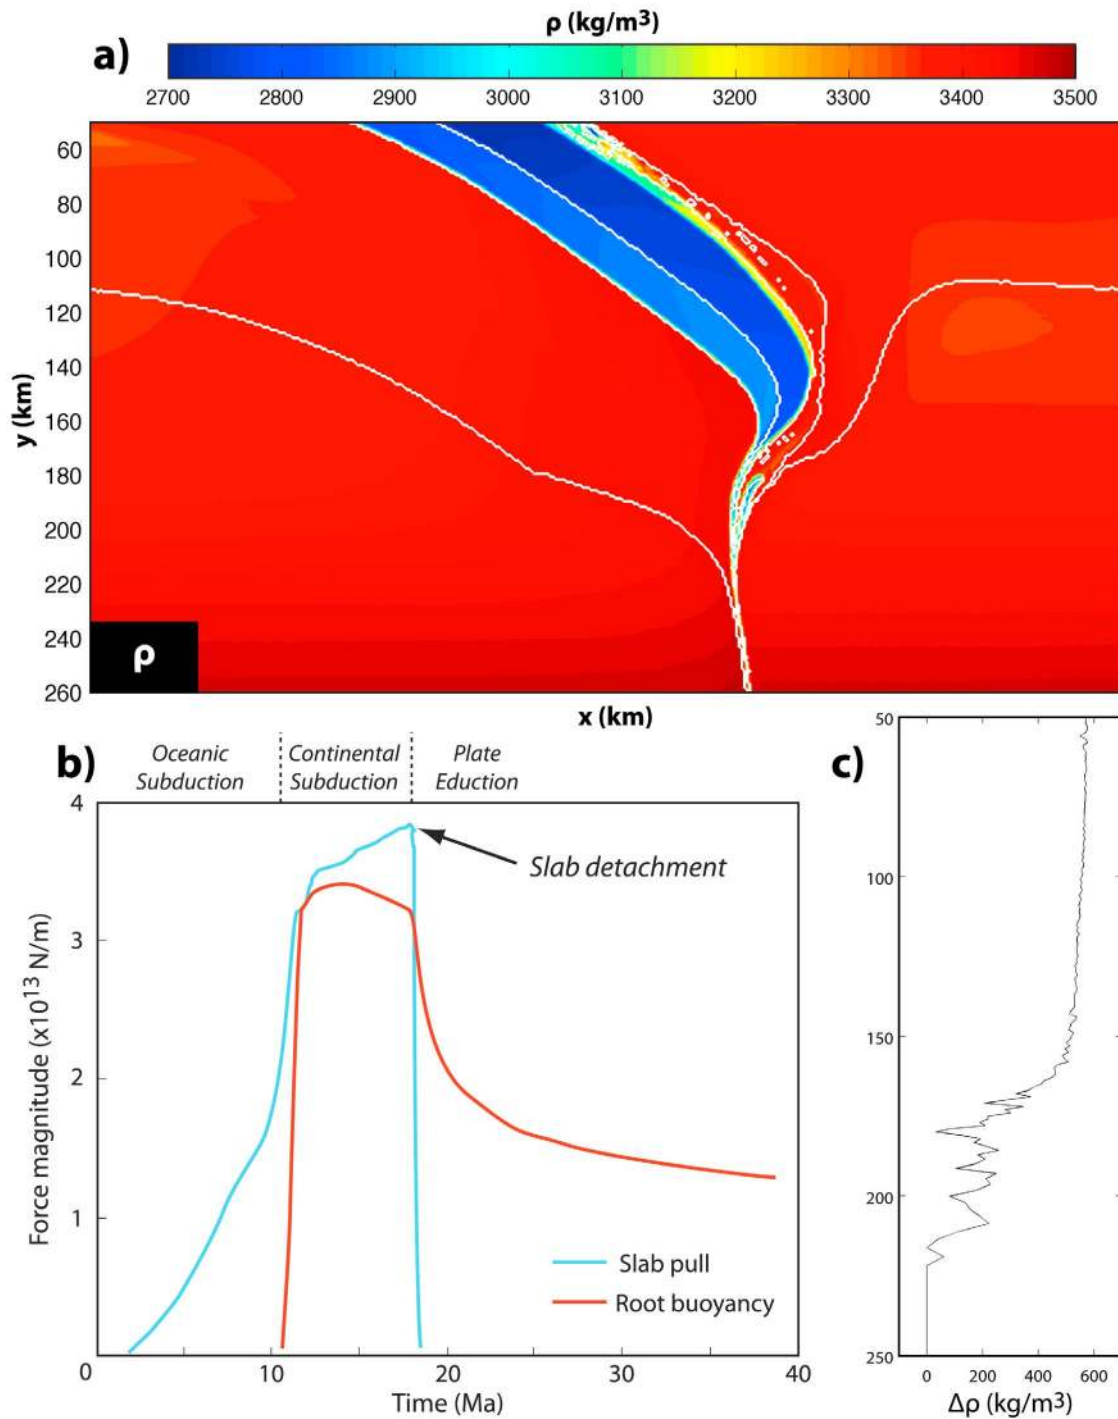 ρ (kg/m³)
a)
2700 2800 2900 3000 3100 3200 3300 3400 3500
60
80
100
120
140
160
180
200
220
240
260
y (km)
ρ
x (km)
b)
Oceanic Subduction
Continental Subduction
Plate Eduction
4
3
2
1
0 10 20 30 40
Force magnitude (x10¹³ N/m)
Slab detachment
Slab pull
Root buoyancy
Time (Ma)
c)
50
100
150
200
250
0 200 400 600
Δρ (kg/m³)